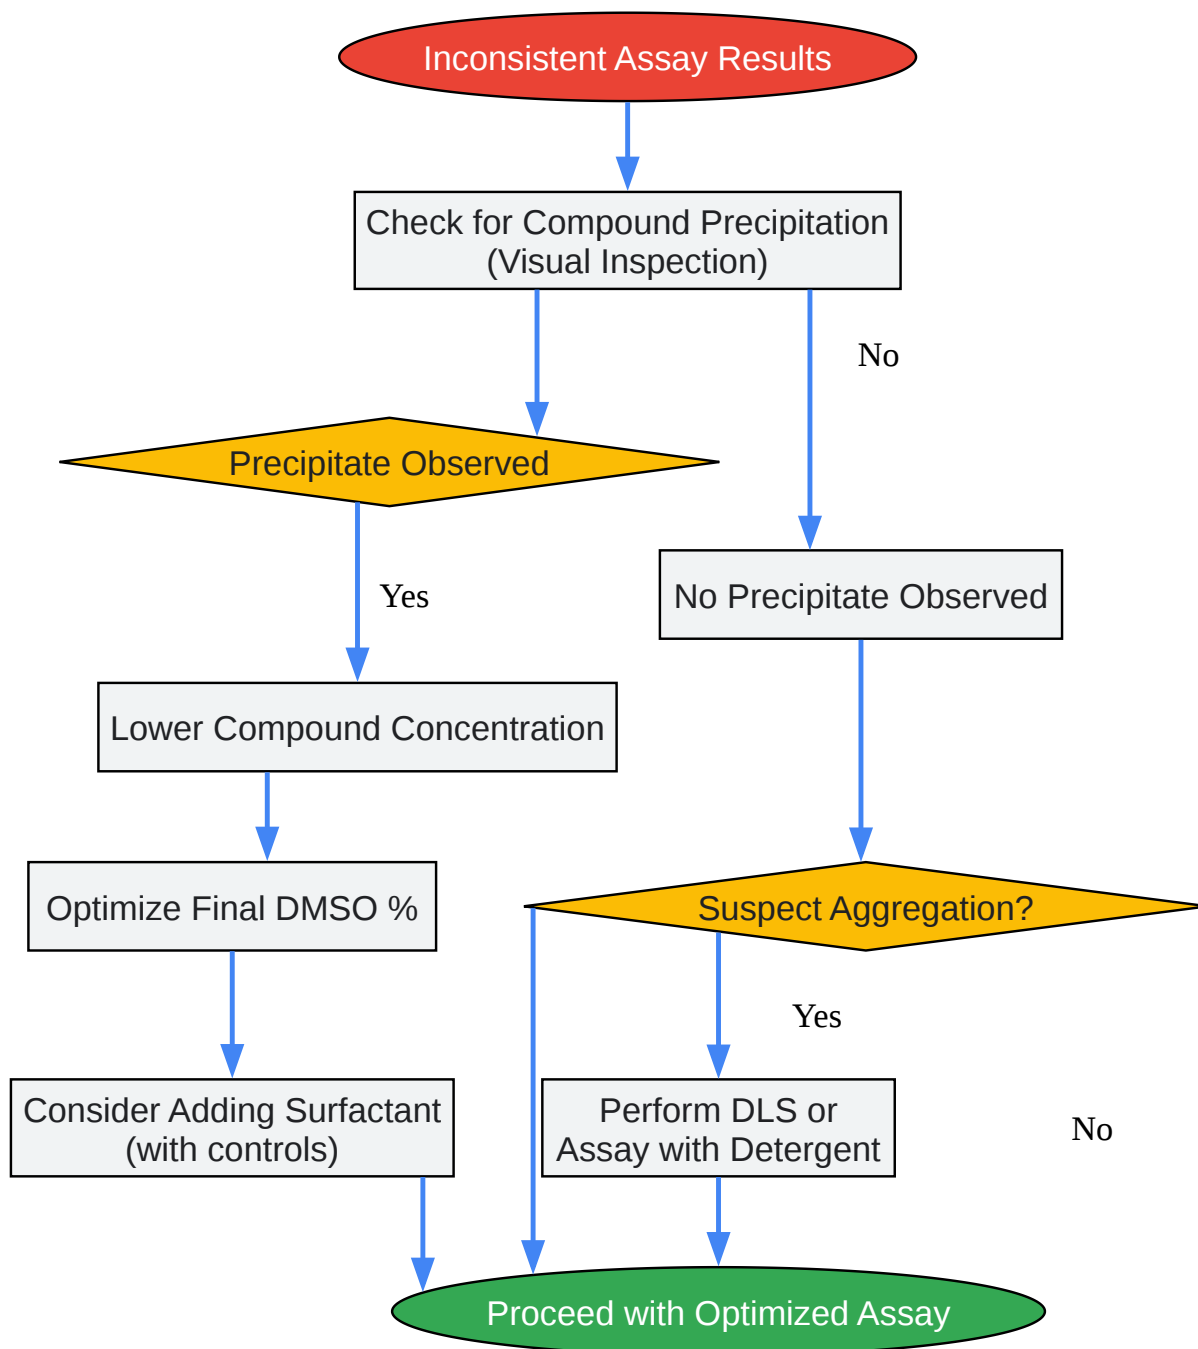 Inconsistent Assay Results
Check for Compound Precipitation
(Visual Inspection)
No
Precipitate Observed
Yes
No Precipitate Observed
Lower Compound Concentration
Optimize Final DMSO %
Suspect Aggregation?
Yes
Consider Adding Surfactant
(with controls)
Perform DLS or
Assay with Detergent
No
Proceed with Optimized Assay